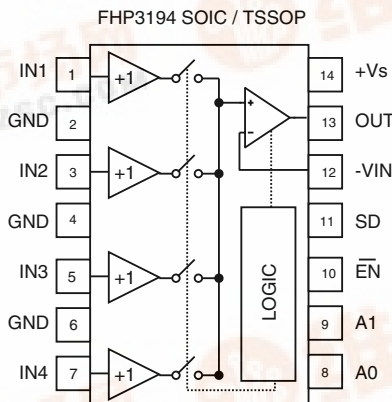 FHP3194 SOIC / TSSOP
IN1 1 +1 14 +Vs
GND 2 + 13 OUT
IN2 3 +1 - 12 -VIN
GND 4 11 SD
IN3 5 +1 LOGIC 10 EN
GND 6 9 A1
IN4 7 +1 8 A0